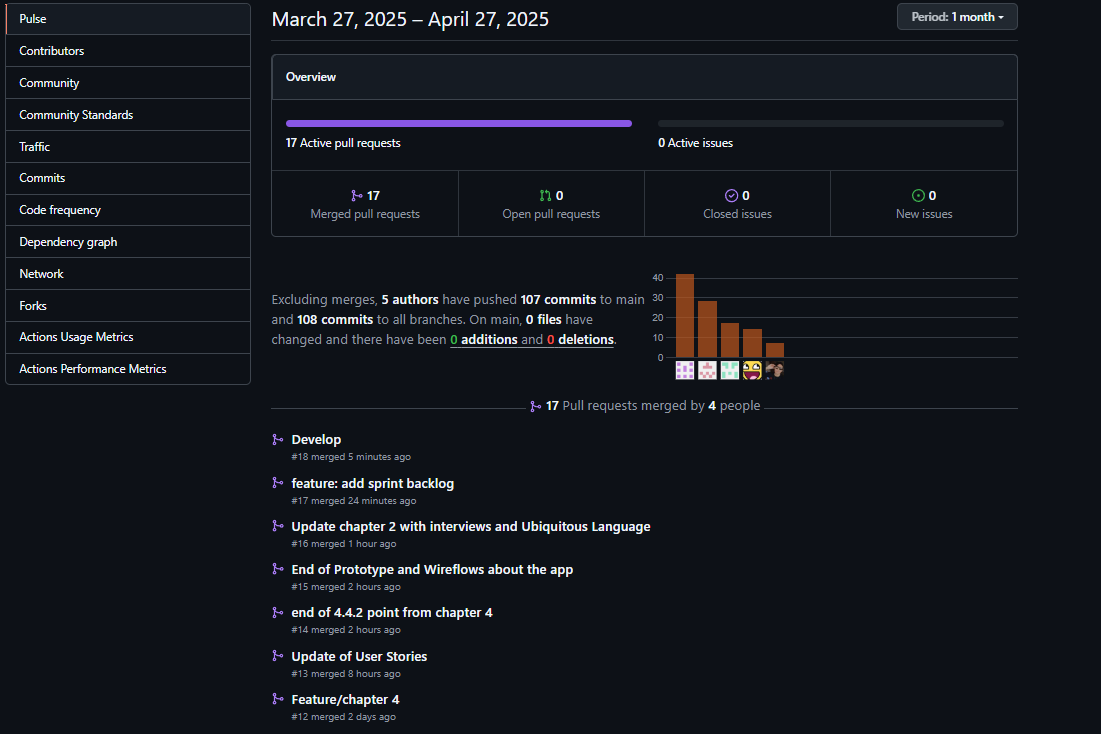 Pulse
Contributors
Community
Community Standards
Traffic
Commits
Code frequency
Dependency graph
Network
Forks
Actions Usage Metrics
Actions Performance Metrics
March 27, 2025 – April 27, 2025
Period: 1 month
Overview
17 Active pull requests
0 Active issues
17
Merged pull requests
0
Open pull requests
0
Closed issues
0
New issues
Excluding merges, 5 authors have pushed 107 commits to main
and 108 commits to all branches. On main, 0 files have
changed and there have been 0 additions and 0 deletions.
40
30
20
10
0
17 Pull requests merged by 4 people
Develop
#18 merged 5 minutes ago
feature: add sprint backlog
#17 merged 24 minutes ago
Update chapter 2 with interviews and Ubiquitous Language
#16 merged 1 hour ago
End of Prototype and Wireflows about the app
#15 merged 2 hours ago
end of 4.4.2 point from chapter 4
#14 merged 2 hours ago
Update of User Stories
#13 merged 8 hours ago
Feature/chapter 4
#12 merged 2 days ago